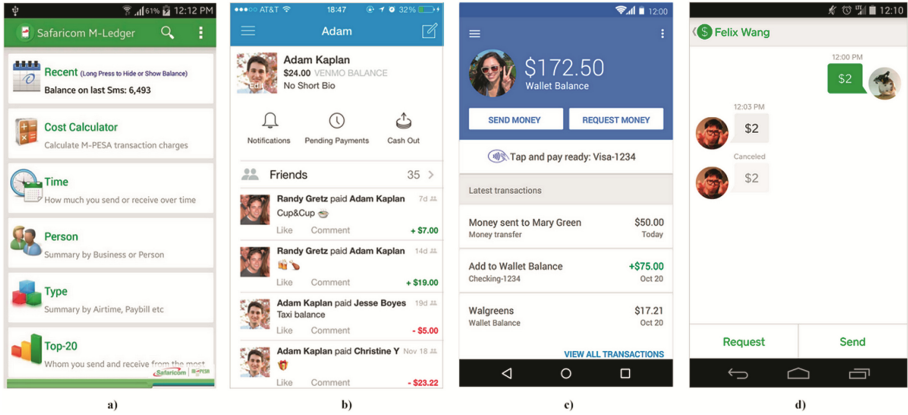 61% 12:12 PM
Safaricom M-Ledger
Recent (Long Press to Hide or Show Balance)
Balance on last Sms: 6,493
Cost Calculator
Calculate M-PESA transaction charges
Time
How much you send or receive over time
Person
Summary by Business or Person
Type
Summary by Airtime, Paybill etc
Top-20
Whom you send and receive from the most
Safaricom
a)
AT&T 18:47 32%
Adam
Adam Kaplan
$24.00 VENMO BALANCE
No Short Bio
Notifications Pending Payments Cash Out
Friends 35
Randy Gretz paid Adam Kaplan 7d
Cup&Cup
Like Comment + $7.00
Randy Gretz paid Adam Kaplan 14d
Like Comment + $19.00
Adam Kaplan paid Jesse Boyes 19d
Taxi balance
Like Comment - $5.00
Adam Kaplan paid Christine Y Nov 18
Like Comment - $23.22
b)
12:00
$172.50
Wallet Balance
SEND MONEY REQUEST MONEY
Tap and pay ready: Visa-1234
Latest transactions
Money sent to Mary Green $50.00
Money transfer Today
Add to Wallet Balance +$75.00
Checking-1234 Oct 20
Walgreens $17.21
Wallet Balance Oct 20
VIEW ALL TRANSACTIONS
c)
12:10
$ Felix Wang
12:00 PM
$2
12:03 PM
$2
Canceled
$2
Request Send
d)